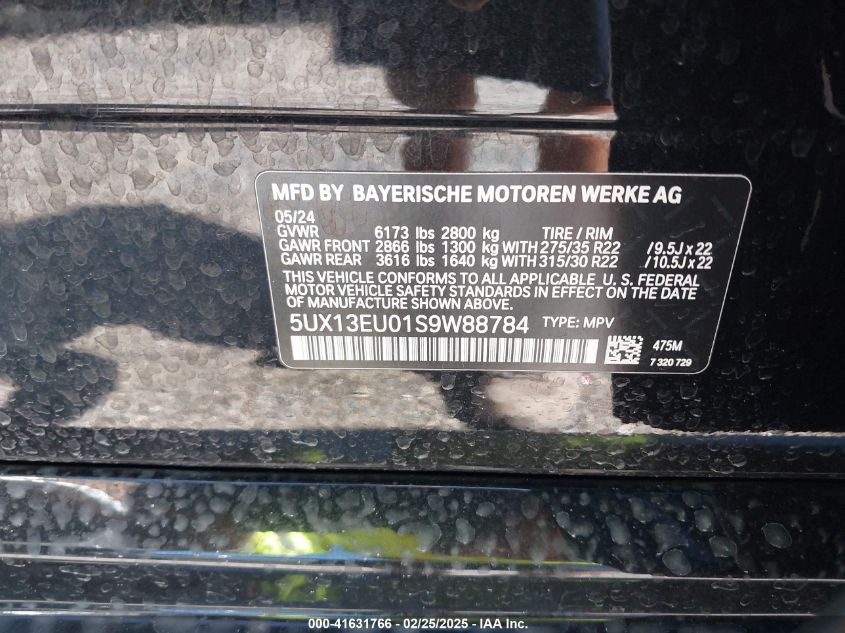 MFD BY BAYERISCHE MOTOREN WERKE AG
05/24
GVWR 6173 lbs 2800 kg TIRE / RIM
GAWR FRONT 2866 lbs 1300 kg WITH 275/35 R22 /9.5J x 22
GAWR REAR 3616 lbs 1640 kg WITH 315/30 R22 /10.5J x 22
THIS VEHICLE CONFORMS TO ALL APPLICABLE U. S. FEDERAL
MOTOR VEHICLE SAFETY STANDARDS IN EFFECT ON THE DATE
OF MANUFACTURE SHOWN ABOVE.
5UX13EU01S9W88784 TYPE: MPV
475M
7 320 729
000-41631766 - 02/25/2025 - IAA Inc.